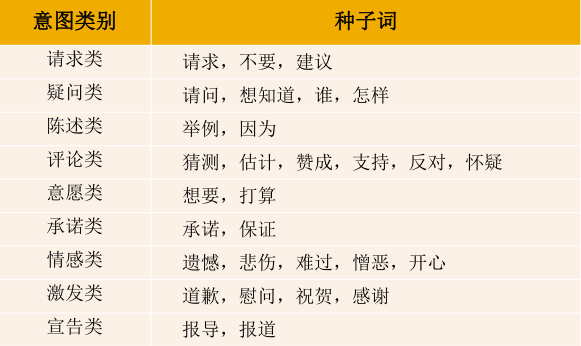 意图类别 种子词
请求类 请求，不要，建议
疑问类 请问，想知道，谁，怎样
陈述类 举例，因为
评论类 猜测，估计，赞成，支持，反对，怀疑
意愿类 想要，打算
承诺类 承诺，保证
情感类 遗憾，悲伤，难过，憎恶，开心
激发类 道歉，慰问，祝贺，感谢
宣告类 报导，报道